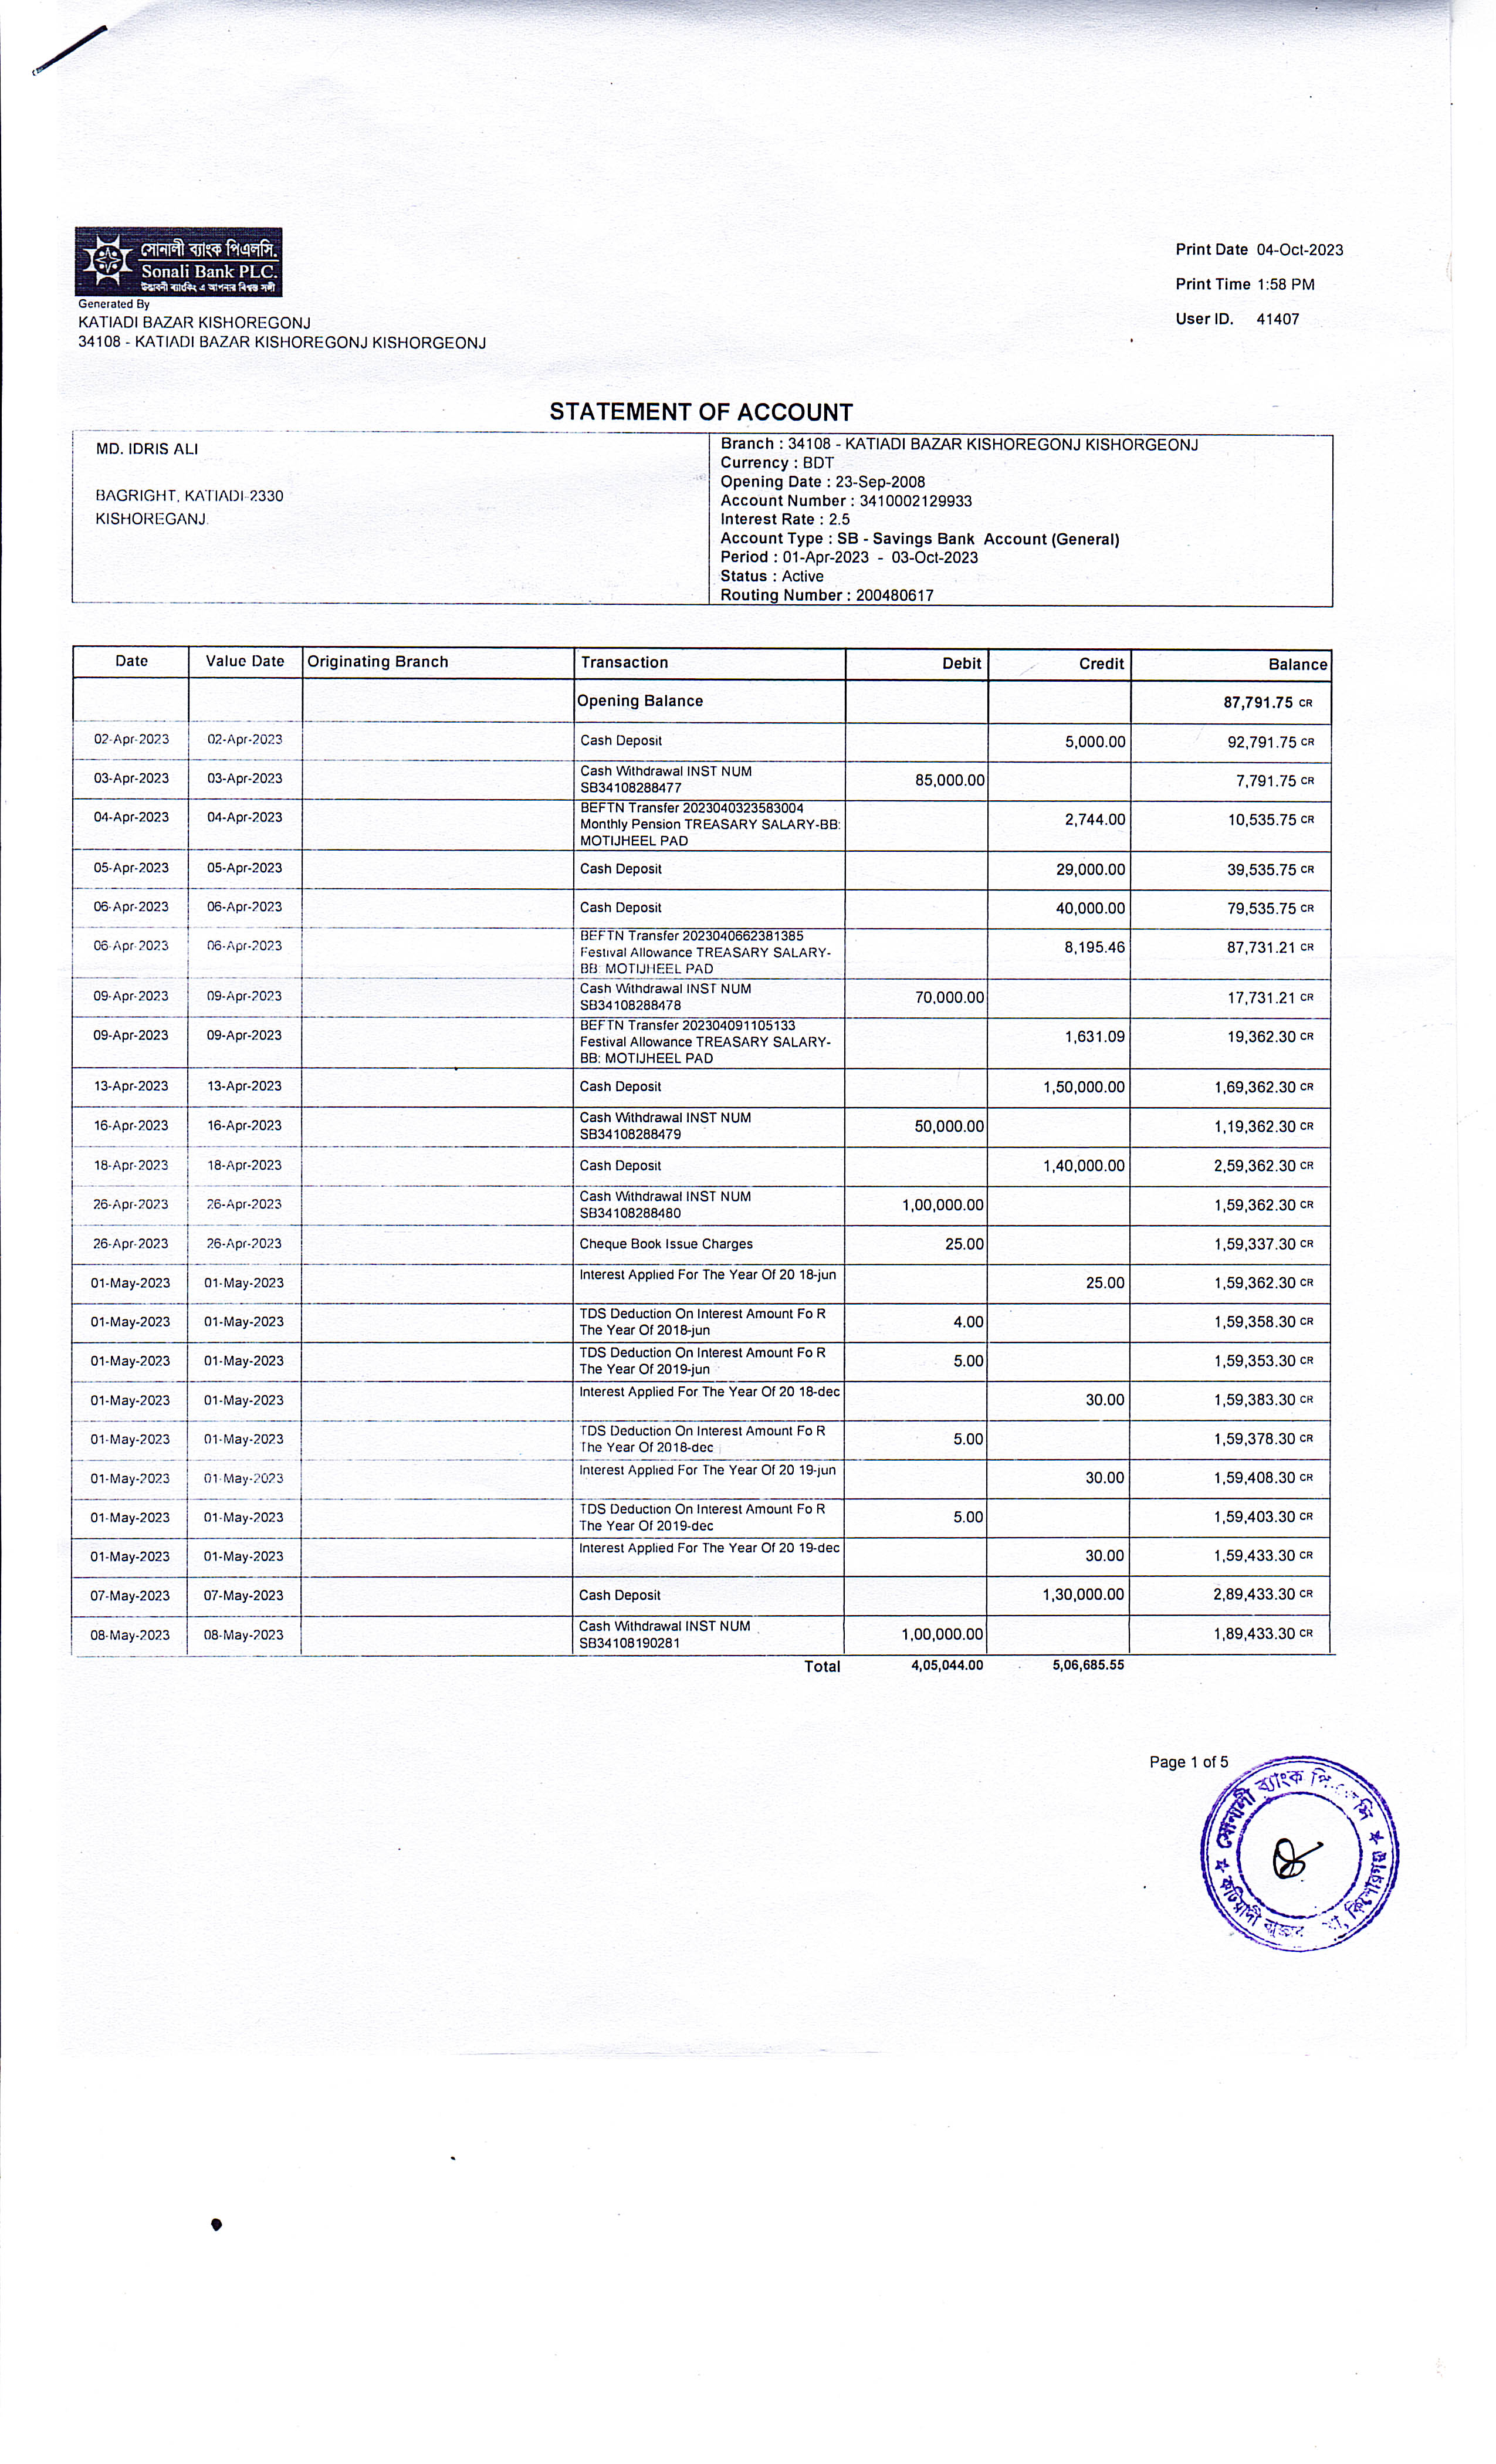 সোনালী ব্যাংক পিএলসি.
Sonali Bank PLC.
উদ্ভাবনী ব্যাংকিং এ আপনার বিশ্বস্ত সঙ্গী
Generated By
KATIADI BAZAR KISHOREGONJ
34108 - KATIADI BAZAR KISHOREGONJ KISHORGEONJ
Print Date 04-Oct-2023
Print Time 1:58 PM
User ID. 41407
STATEMENT OF ACCOUNT
MD. IDRIS ALI
BAGRIGHT, KATIADI-2330
KISHOREGANJ.
Branch : 34108 - KATIADI BAZAR KISHOREGONJ KISHORGEONJ
Currency : BDT
Opening Date : 23-Sep-2008
Account Number : 3410002129933
Interest Rate : 2.5
Account Type : SB - Savings Bank Account (General)
Period : 01-Apr-2023 - 03-Oct-2023
Status : Active
Routing Number : 200480617
Date Value Date Originating Branch Transaction Debit Credit Balance
Opening Balance 87,791.75 CR
02-Apr-2023 02-Apr-2023 Cash Deposit 5,000.00 92,791.75 CR
03-Apr-2023 03-Apr-2023 Cash Withdrawal INST NUM 85,000.00 7,791.75 CR
SB34108288477
BEFTN Transfer 2023040323583004
04-Apr-2023 04-Apr-2023 Monthly Pension TREASURY SALARY-BB: 2,744.00 10,535.75 CR
MOTIJHEEL PAD
05-Apr-2023 05-Apr-2023 Cash Deposit 29,000.00 39,535.75 CR
06-Apr-2023 06-Apr-2023 Cash Deposit 40,000.00 79,535.75 CR
BEFTN Transfer 2023040662381385
06-Apr-2023 06-Apr-2023 Festival Allowance TREASARY SALARY- 8,195.46 87,731.21 CR
BB: MOTIJHEEL PAD
09-Apr-2023 09-Apr-2023 Cash Withdrawal INST NUM 70,000.00 17,731.21 CR
SB34108288478
BEFTN Transfer 202304091105133
09-Apr-2023 09-Apr-2023 Festival Allowance TREASARY SALARY- 1,631.09 19,362.30 CR
BB: MOTIJHEEL PAD
13-Apr-2023 13-Apr-2023 Cash Deposit 1,50,000.00 1,69,362.30 CR
16-Apr-2023 16-Apr-2023 Cash Withdrawal INST NUM 50,000.00 1,19,362.30 CR
SB34108288479
18-Apr-2023 18-Apr-2023 Cash Deposit 1,40,000.00 2,59,362.30 CR
26-Apr-2023 26-Apr-2023 Cash Withdrawal INST NUM 1,00,000.00 1,59,362.30 CR
SB34108288480
26-Apr-2023 26-Apr-2023 Cheque Book Issue Charges 25.00 1,59,337.30 CR
01-May-2023 01-May-2023 Interest Applied For The Year Of 20 18-jun 25.00 1,59,362.30 CR
01-May-2023 01-May-2023 TDS Deduction On Interest Amount Fo R 4.00 1,59,358.30 CR
The Year Of 2018-jun
01-May-2023 01-May-2023 TDS Deduction On Interest Amount Fo R 5.00 1,59,353.30 CR
The Year Of 2019-jun
01-May-2023 01-May-2023 Interest Applied For The Year Of 20 18-dec 30.00 1,59,383.30 CR
01-May-2023 01-May-2023 TDS Deduction On Interest Amount Fo R 5.00 1,59,378.30 CR
The Year Of 2018-dec
01-May-2023 01-May-2023 Interest Applied For The Year Of 20 19-jun 30.00 1,59,408.30 CR
01-May-2023 01-May-2023 TDS Deduction On Interest Amount Fo R 5.00 1,59,403.30 CR
The Year Of 2019-dec
01-May-2023 01-May-2023 Interest Applied For The Year Of 20 19-dec 30.00 1,59,433.30 CR
07-May-2023 07-May-2023 Cash Deposit 1,30,000.00 2,89,433.30 CR
08-May-2023 08-May-2023 Cash Withdrawal INST NUM 1,00,000.00 1,89,433.30 CR
SB34108190281
Total 4,05,044.00 5,06,685.55
Page 1 of 5
সোনালী ব্যাংক
কটিয়াদী বাজার
কিশোরগঞ্জ